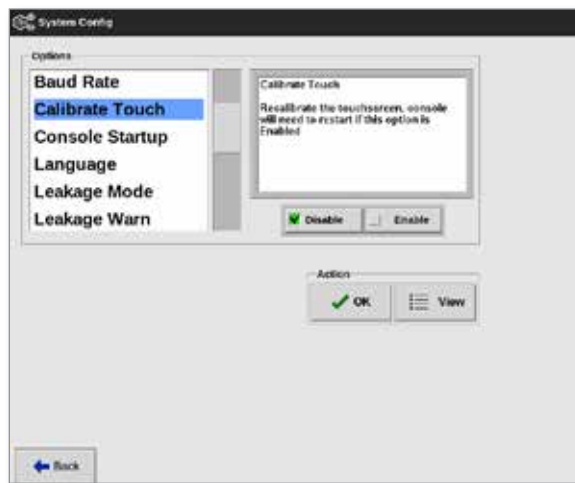 System Config
Options
Baud Rate
Calibrate Touch
Console Startup
Language
Leakage Mode
Leakage Warn
Calibrate Touch
Recalibrate the touchscreen, console
will need to restart if this option is
Enabled
Disable
Enable
Action
OK
View
Back